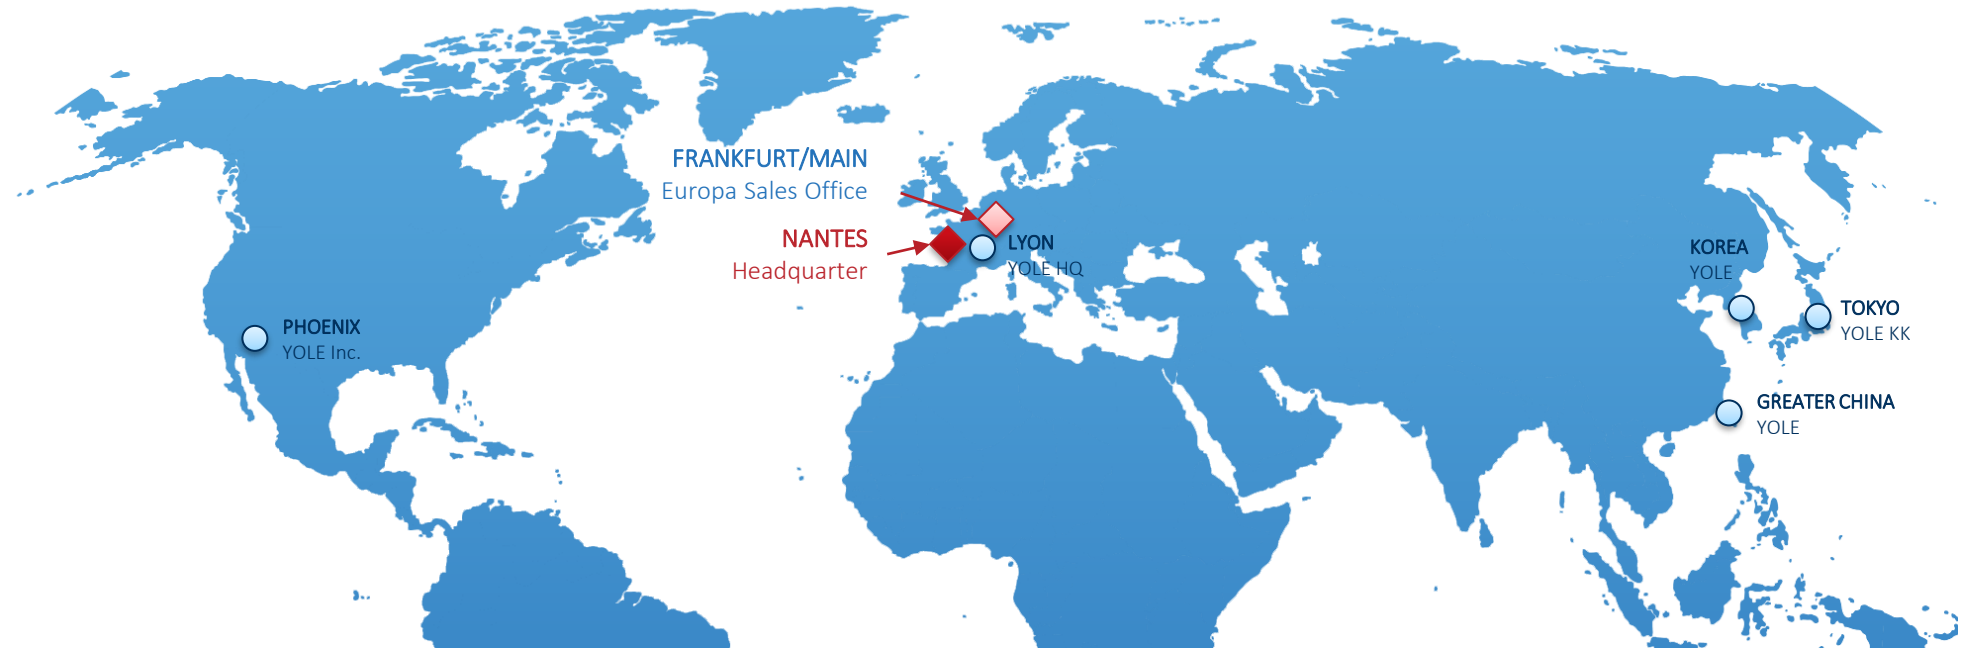 FRANKFURT/MAIN
Europa Sales Office
NANTES
Headquarter
LYON
YOLE HQ
PHOENIX
YOLE Inc.
KOREA
YOLE
TOKYO
YOLE KK
GREATER CHINA
YOLE